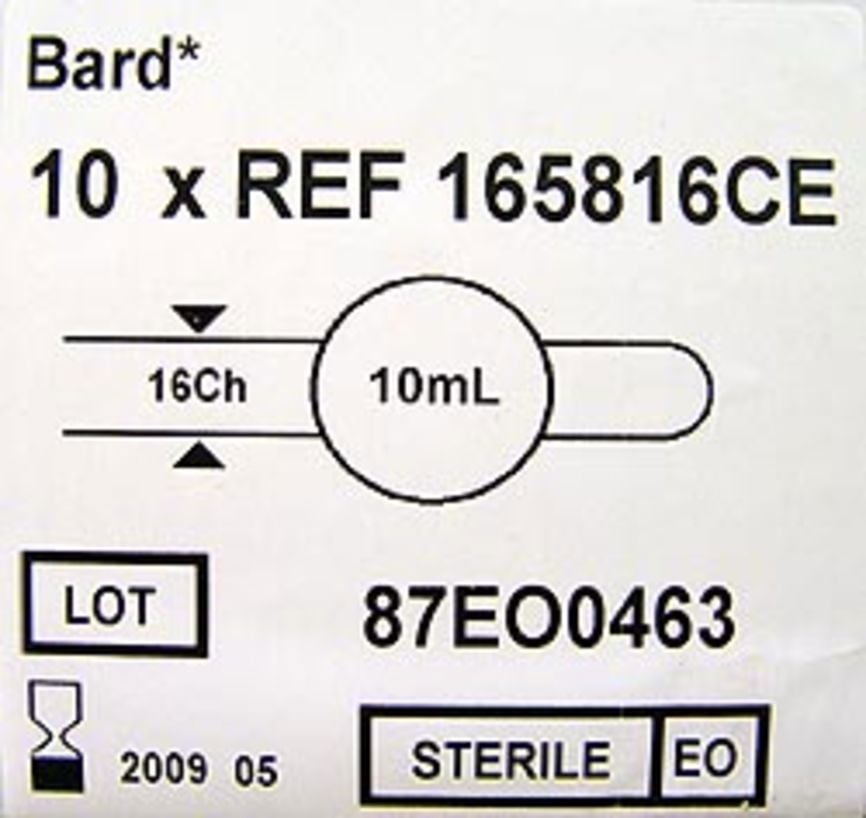 Bard*
10 x REF 165816CE
16Ch
10mL
LOT 87EO0463
2009 05
STERILE EO